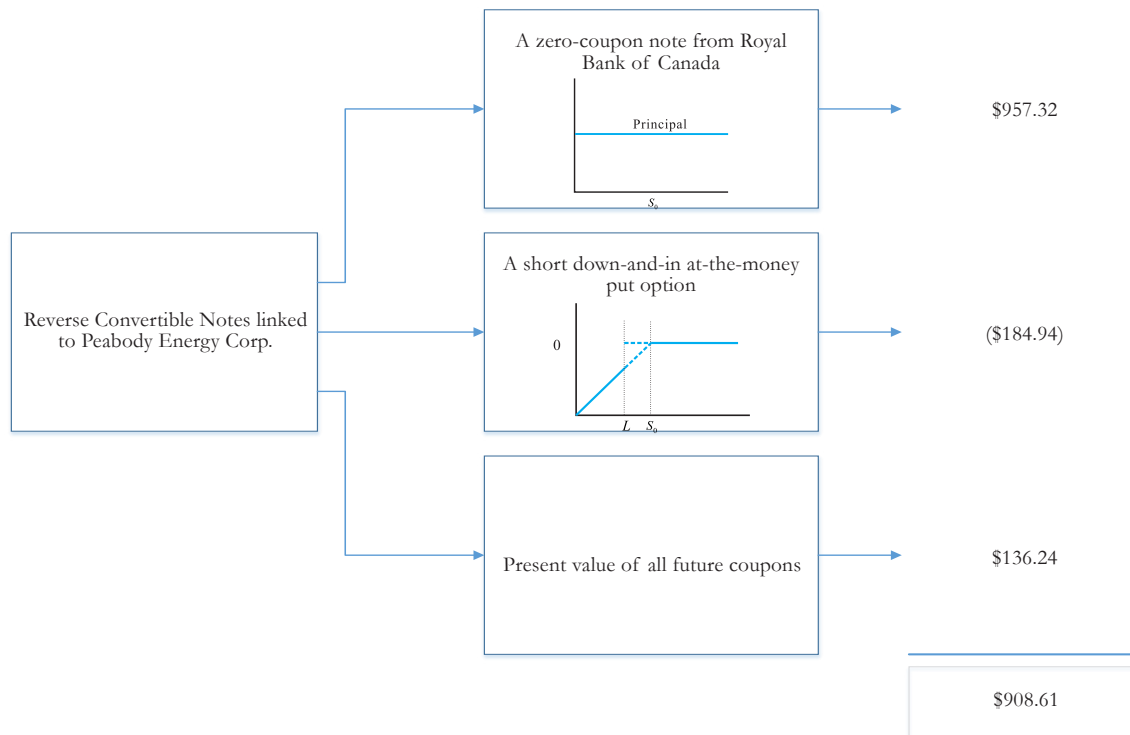 A zero-coupon note from Royal
Bank of Canada
Principal
S₀
$957.32
Reverse Convertible Notes linked
to Peabody Energy Corp.
A short down-and-in at-the-money
put option
0
L S₀
($184.94)
Present value of all future coupons
$136.24
$908.61